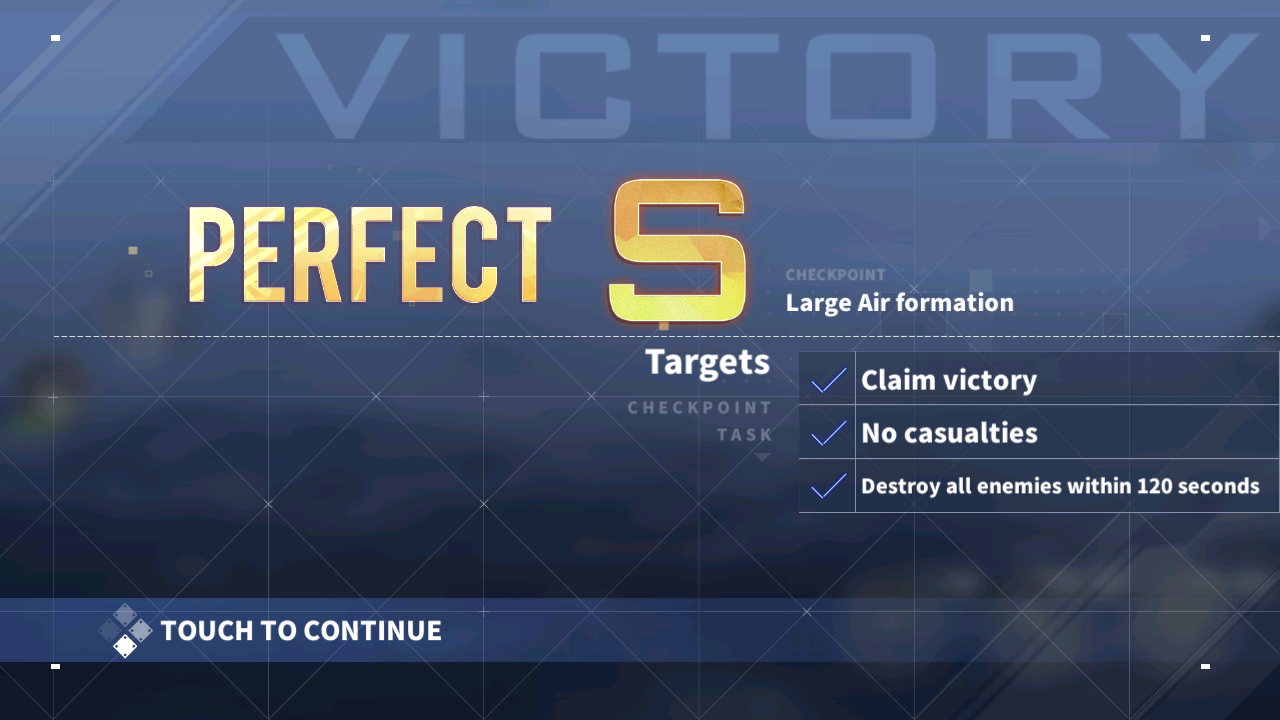 VICTORY
PERFECT S
CHECKPOINT
Large Air formation
Targets
CHECKPOINT
TASK
Claim victory
No casualties
Destroy all enemies within 120 seconds
TOUCH TO CONTINUE